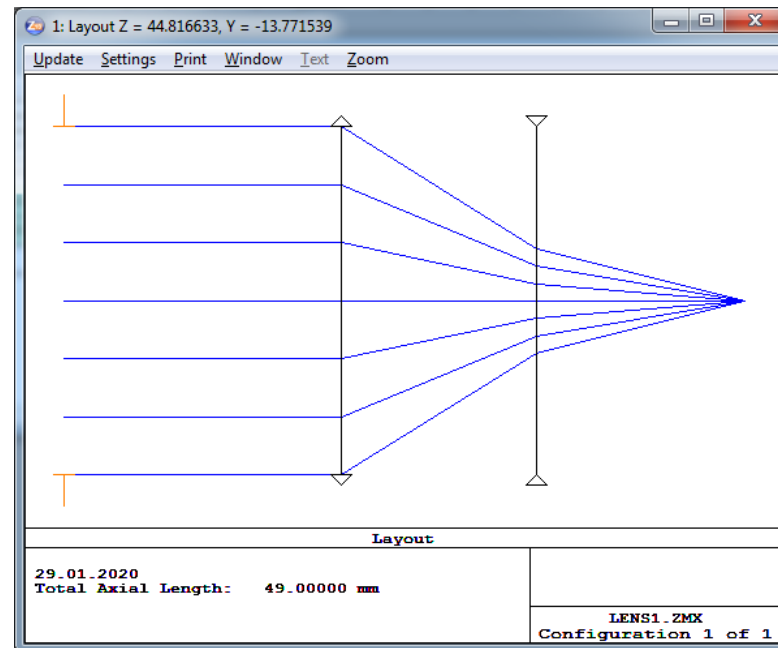 1: Layout Z = 44.816633, Y = -13.771539
Update Settings Print Window Text Zoom
Layout
29.01.2020
Total Axial Length: 49.00000 mm
LENS1.ZMX
Configuration 1 of 1